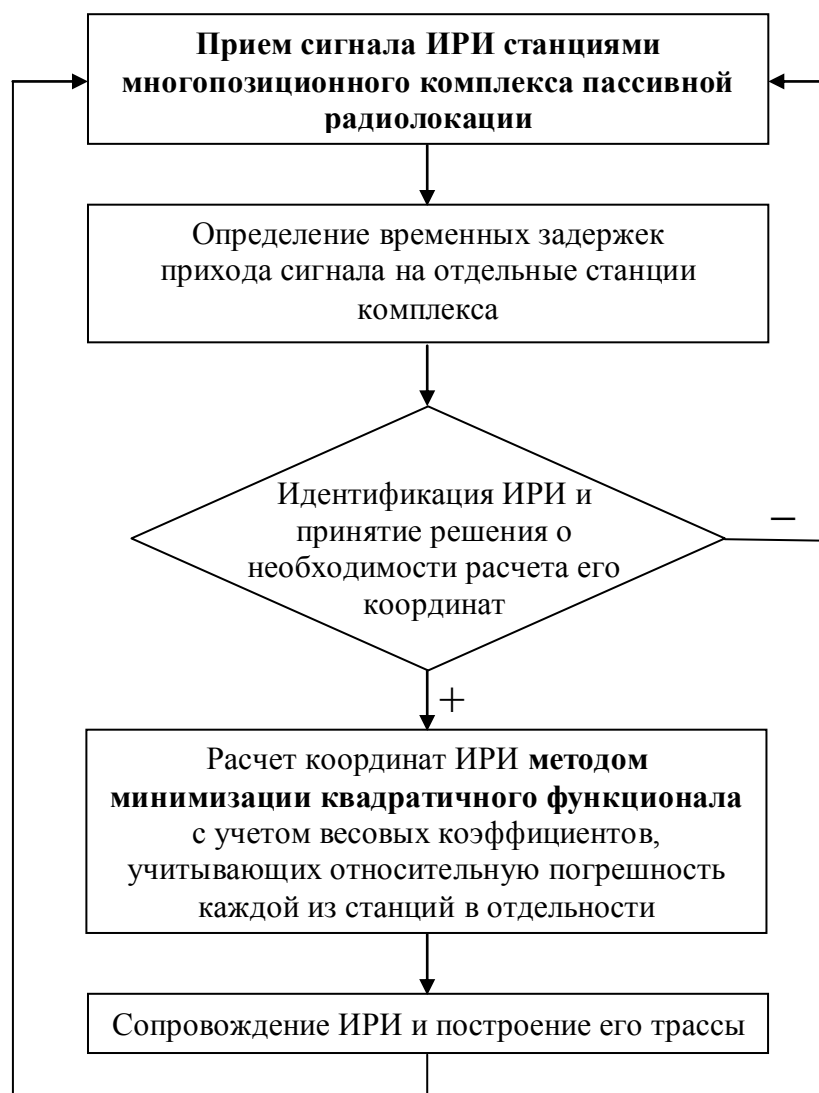 Прием сигнала ИРИ станциями
многопозиционного комплекса пассивной
радиолокации
Определение временных задержек
прихода сигнала на отдельные станции
комплекса
Идентификация ИРИ и
принятие решения о
необходимости расчета его
координат
–
+
Расчет координат ИРИ методом
минимизации квадратичного функционала
с учетом весовых коэффициентов,
учитывающих относительную погрешность
каждой из станций в отдельности
Сопровождение ИРИ и построение его трассы